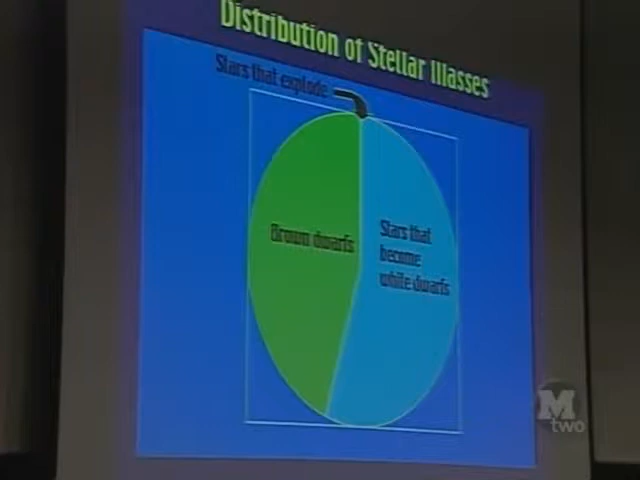 Distribution of Stellar Masses
Stars that explode
Brown dwarfs
Stars that
become
white dwarfs
M
two